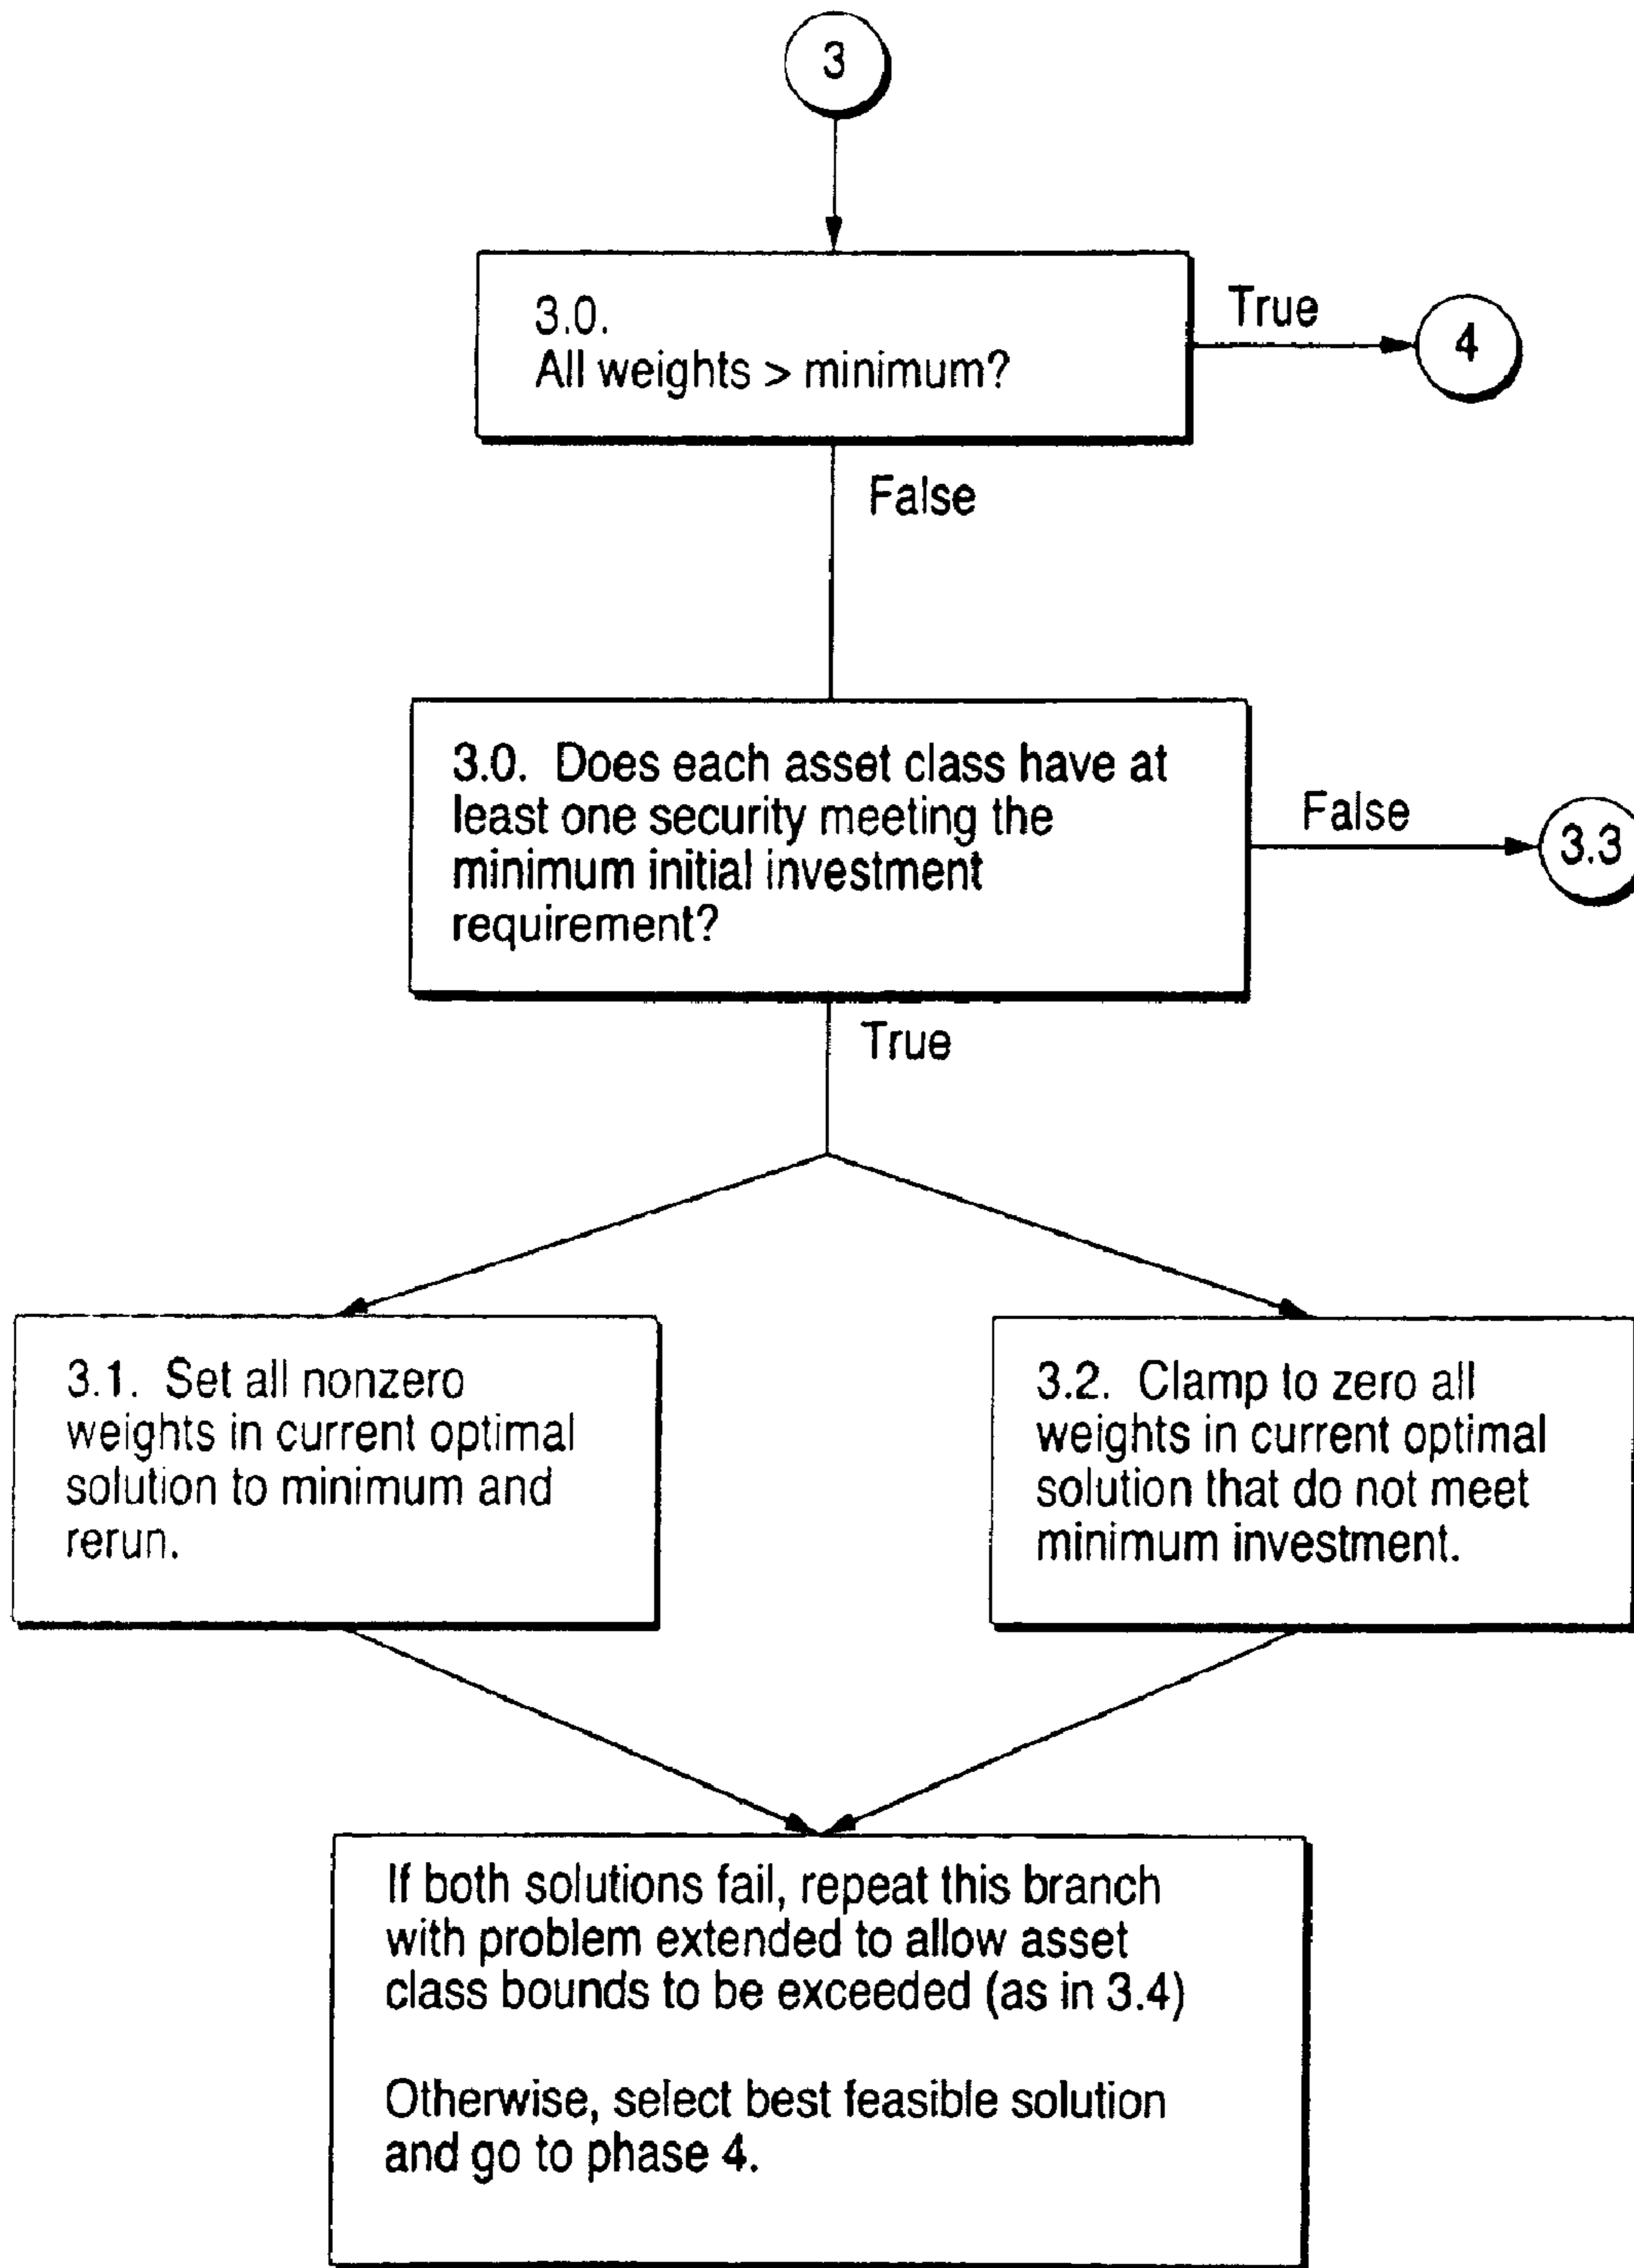 3
3.0.
All weights > minimum?
True
4
False
3.0. Does each asset class have at
least one security meeting the
minimum initial investment
requirement?
False
3.3
True
3.1. Set all nonzero
weights in current optimal
solution to minimum and
rerun.
3.2. Clamp to zero all
weights in current optimal
solution that do not meet
minimum investment.
If both solutions fail, repeat this branch
with problem extended to allow asset
class bounds to be exceeded (as in 3.4)
Otherwise, select best feasible solution
and go to phase 4.